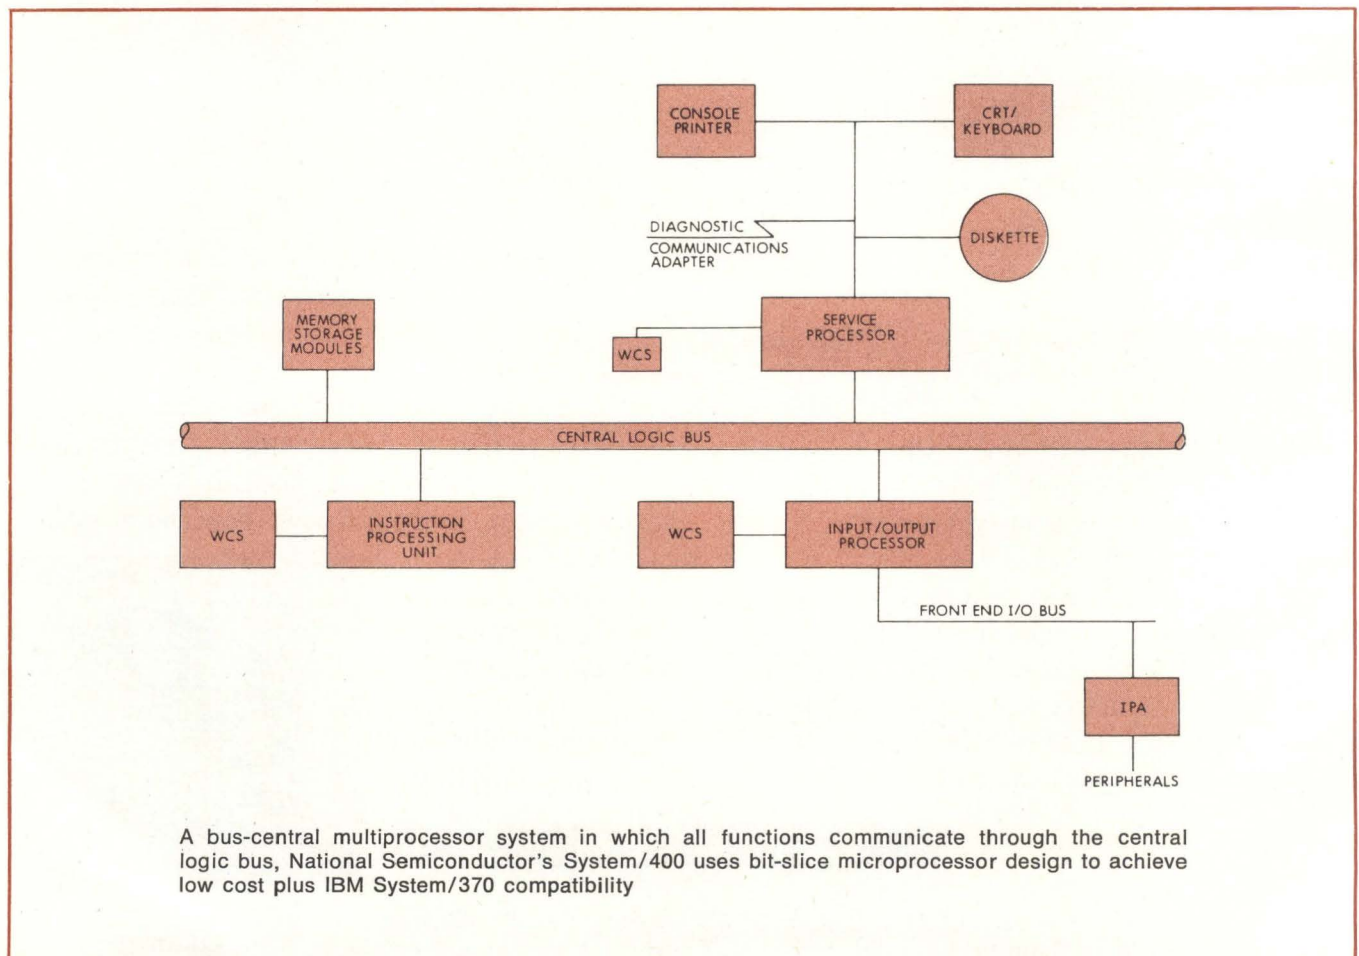 CONSOLE
PRINTER
CRT/
KEYBOARD
DIAGNOSTIC
COMMUNICATIONS
ADAPTER
DISKETTE
MEMORY
STORAGE
MODULES
SERVICE
PROCESSOR
WCS
CENTRAL LOGIC BUS
WCS
INSTRUCTION
PROCESSING
UNIT
WCS
INPUT/OUTPUT
PROCESSOR
FRONT END I/O BUS
IPA
PERIPHERALS
A bus-central multiprocessor system in which all functions communicate through the central
logic bus, National Semiconductor's System/400 uses bit-slice microprocessor design to achieve
low cost plus IBM System/370 compatibility